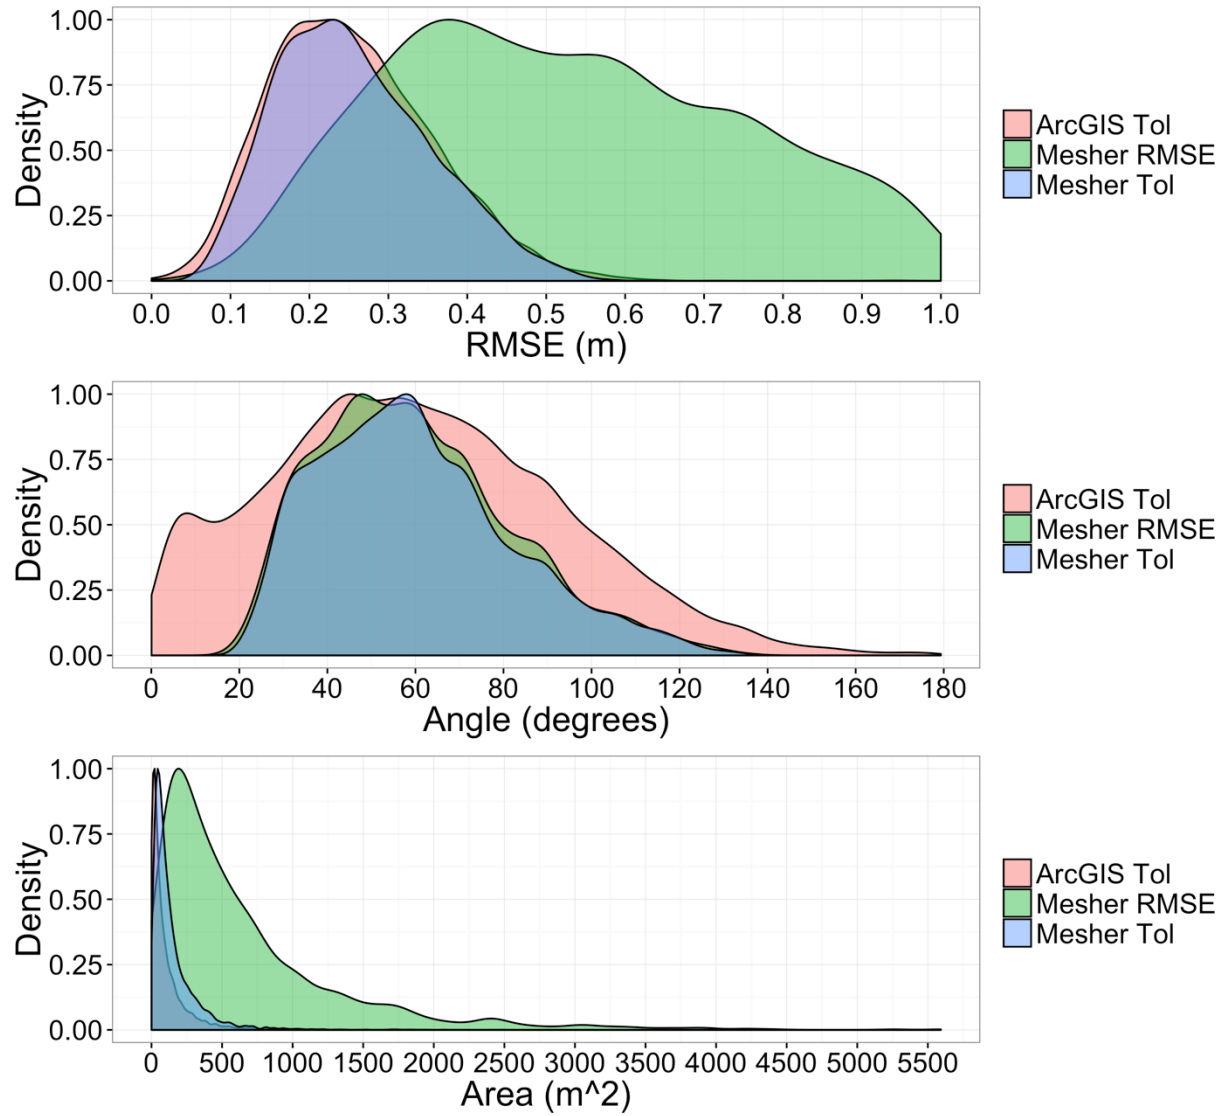 Density
1.00
0.75
0.50
0.25
0.00
0.0 0.1 0.2 0.3 0.4 0.5 0.6 0.7 0.8 0.9 1.0
RMSE (m)
ArcGIS Tol
Mesher RMSE
Mesher Tol
Density
1.00
0.75
0.50
0.25
0.00
0 20 40 60 80 100 120 140 160 180
Angle (degrees)
ArcGIS Tol
Mesher RMSE
Mesher Tol
Density
1.00
0.75
0.50
0.25
0.00
0 500 1000 1500 2000 2500 3000 3500 4000 4500 5000 5500
Area (m^2)
ArcGIS Tol
Mesher RMSE
Mesher Tol